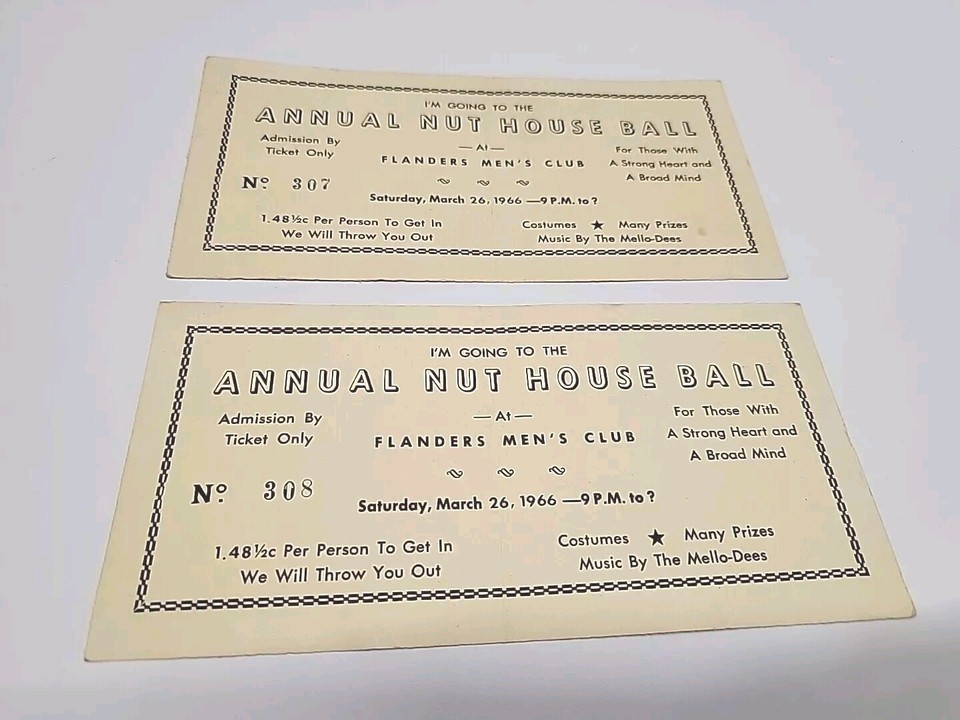 I'M GOING TO THE
ANNUAL NUT HOUSE BALL
Admission By
Ticket Only
— At —
FLANDERS MEN'S CLUB
For Those With
A Strong Heart and
A Broad Mind
Nº 307
Saturday, March 26, 1966 — 9 P.M. to ?
1.48½c Per Person To Get In
We Will Throw You Out
Costumes ★ Many Prizes
Music By The Mello-Dees
I'M GOING TO THE
ANNUAL NUT HOUSE BALL
Admission By
Ticket Only
— At —
FLANDERS MEN'S CLUB
For Those With
A Strong Heart and
A Broad Mind
Nº 308
Saturday, March 26, 1966 — 9 P.M. to ?
1.48½c Per Person To Get In
We Will Throw You Out
Costumes ★ Many Prizes
Music By The Mello-Dees